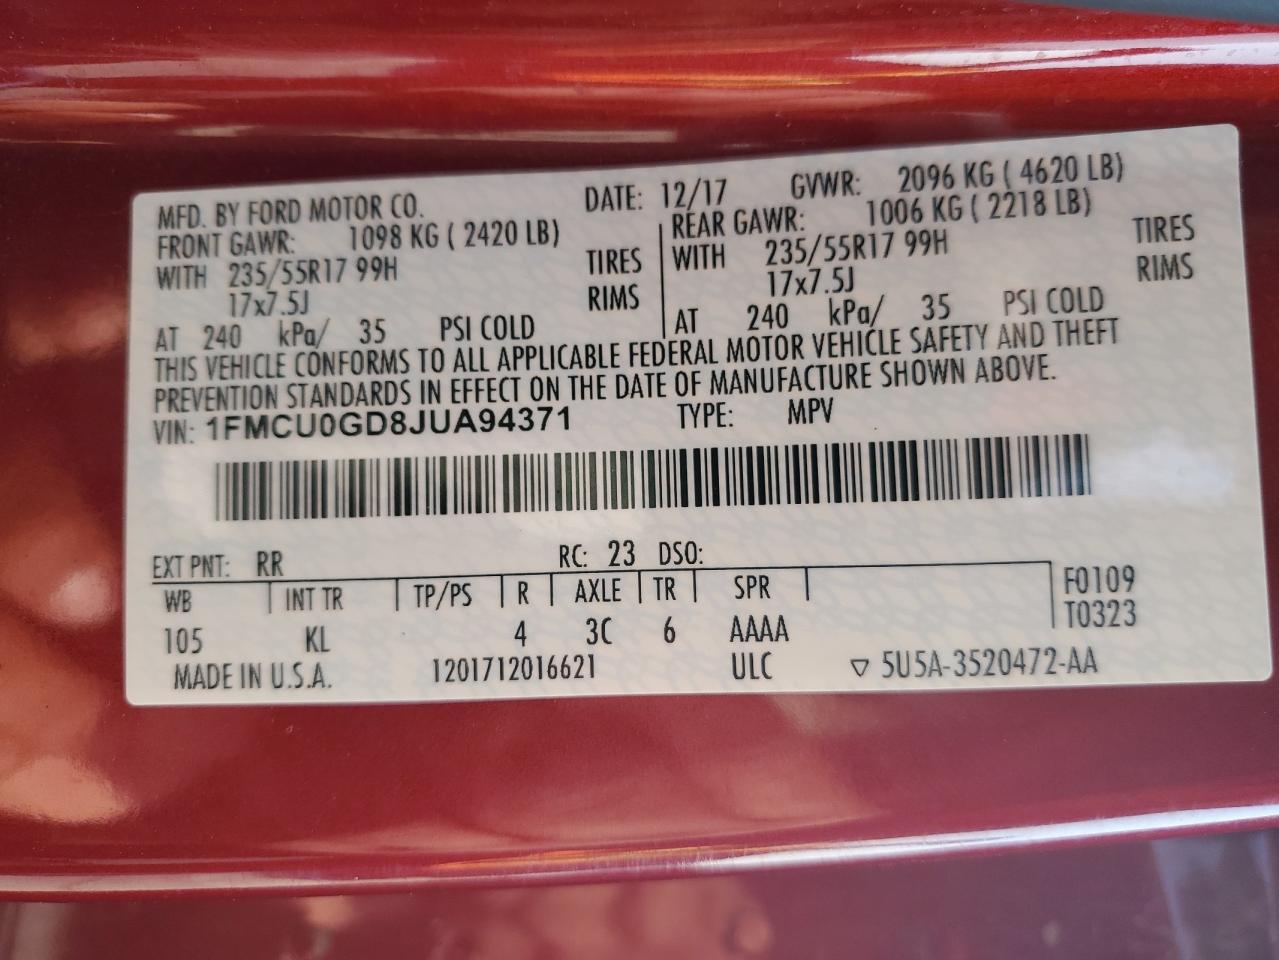 MFD. BY FORD MOTOR CO. DATE: 12/17 GVWR: 2096 KG ( 4620 LB)
FRONT GAWR: 1098 KG ( 2420 LB) REAR GAWR: 1006 KG ( 2218 LB)
WITH 235/55R17 99H TIRES WITH 235/55R17 99H TIRES
17x7.5J RIMS 17x7.5J RIMS
AT 240 kPa/ 35 PSI COLD AT 240 kPa/ 35 PSI COLD
THIS VEHICLE CONFORMS TO ALL APPLICABLE FEDERAL MOTOR VEHICLE SAFETY AND THEFT
PREVENTION STANDARDS IN EFFECT ON THE DATE OF MANUFACTURE SHOWN ABOVE.
VIN: 1FMCU0GD8JUA94371 TYPE: MPV
EXT PNT: RR RC: 23 DSO:
WB INT TR TP/PS R AXLE TR SPR F0109
T0323
105 KL 4 3C 6 AAAA
MADE IN U.S.A. 1201712016621 ULC ▽ 5U5A-3520472-AA